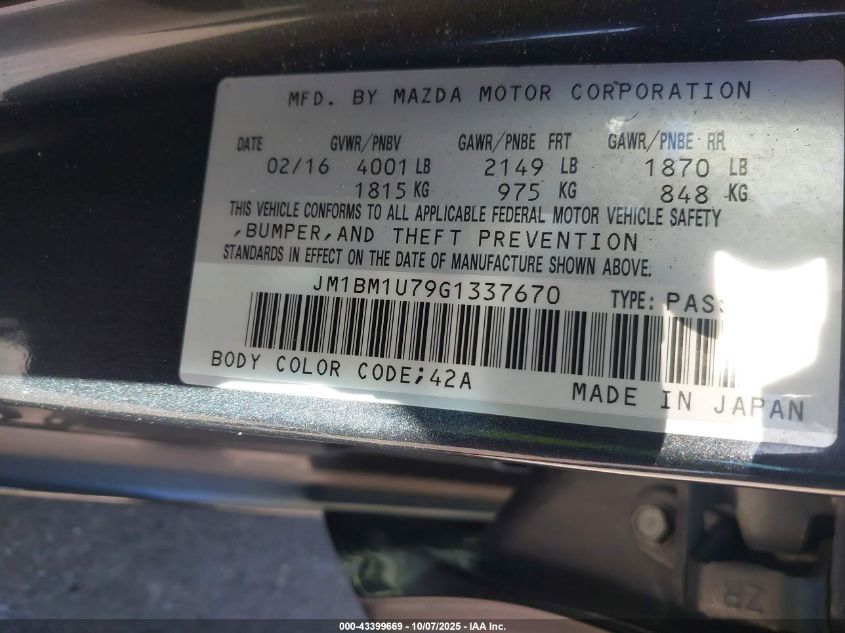 MFD. BY MAZDA MOTOR CORPORATION
DATE GVWR/PNBV GAWR/PNBE FRT GAWR/PNBE RR
02/16 4001 LB 2149 LB 1870 LB
1815 KG 975 KG 848 KG
THIS VEHICLE CONFORMS TO ALL APPLICABLE FEDERAL MOTOR VEHICLE SAFETY
,BUMPER,AND THEFT PREVENTION
STANDARDS IN EFFECT ON THE DATE OF MANUFACTURE SHOWN ABOVE.
JM1BM1U79G1337670 TYPE: PASS
BODY COLOR CODE;42A MADE IN JAPAN
ZR
000-43399669 - 10/07/2025 - IAA Inc.